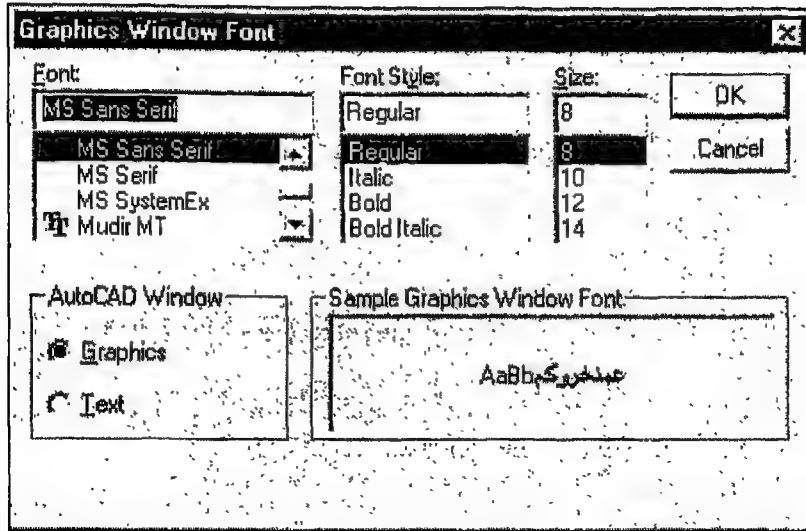 Graphics Window Font
Font:
MS Sans Serif
MS Sans Serif
MS Serif
MS SystemEx
Mudir MT
Font Style:
Regular
Regular
Italic
Bold
Bold Italic
Size:
8
8
10
12
14
OK
Cancel
AutoCAD Window
Graphics
Text
Sample Graphics Window Font
AaBb